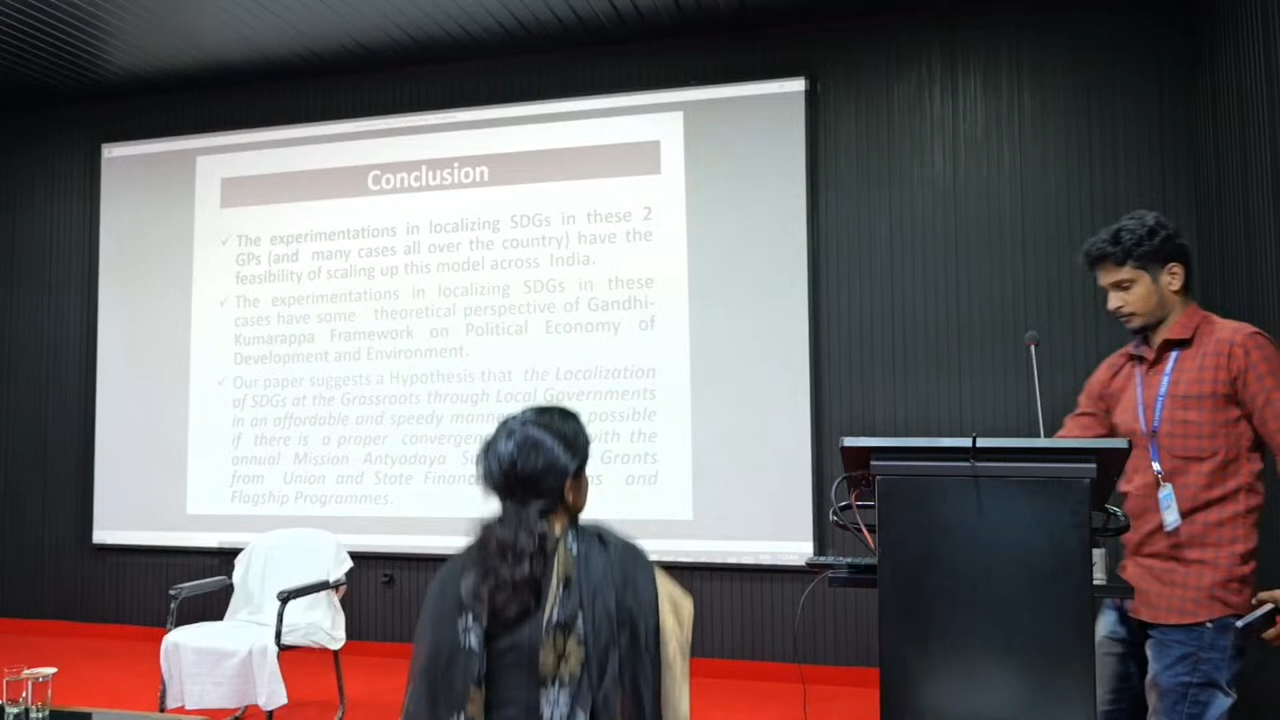 Conclusion
✓ The experimentations in localizing SDGs in these 2
GPs (and many cases all over the country) have the
feasibility of scaling up this model across India.
✓ The experimentations in localizing SDGs in these
cases have some theoretical perspective of Gandhi-
Kumarappa Framework on Political Economy of
Development and Environment.
✓ Our paper suggests a Hypothesis that the Localization
of SDGs at the Grassroots through Local Governments
in an affordable and speedy manner possible
if there is a proper with the
annual Mission Antyodaya Grants
from Union and State and
Flagship Programmes.